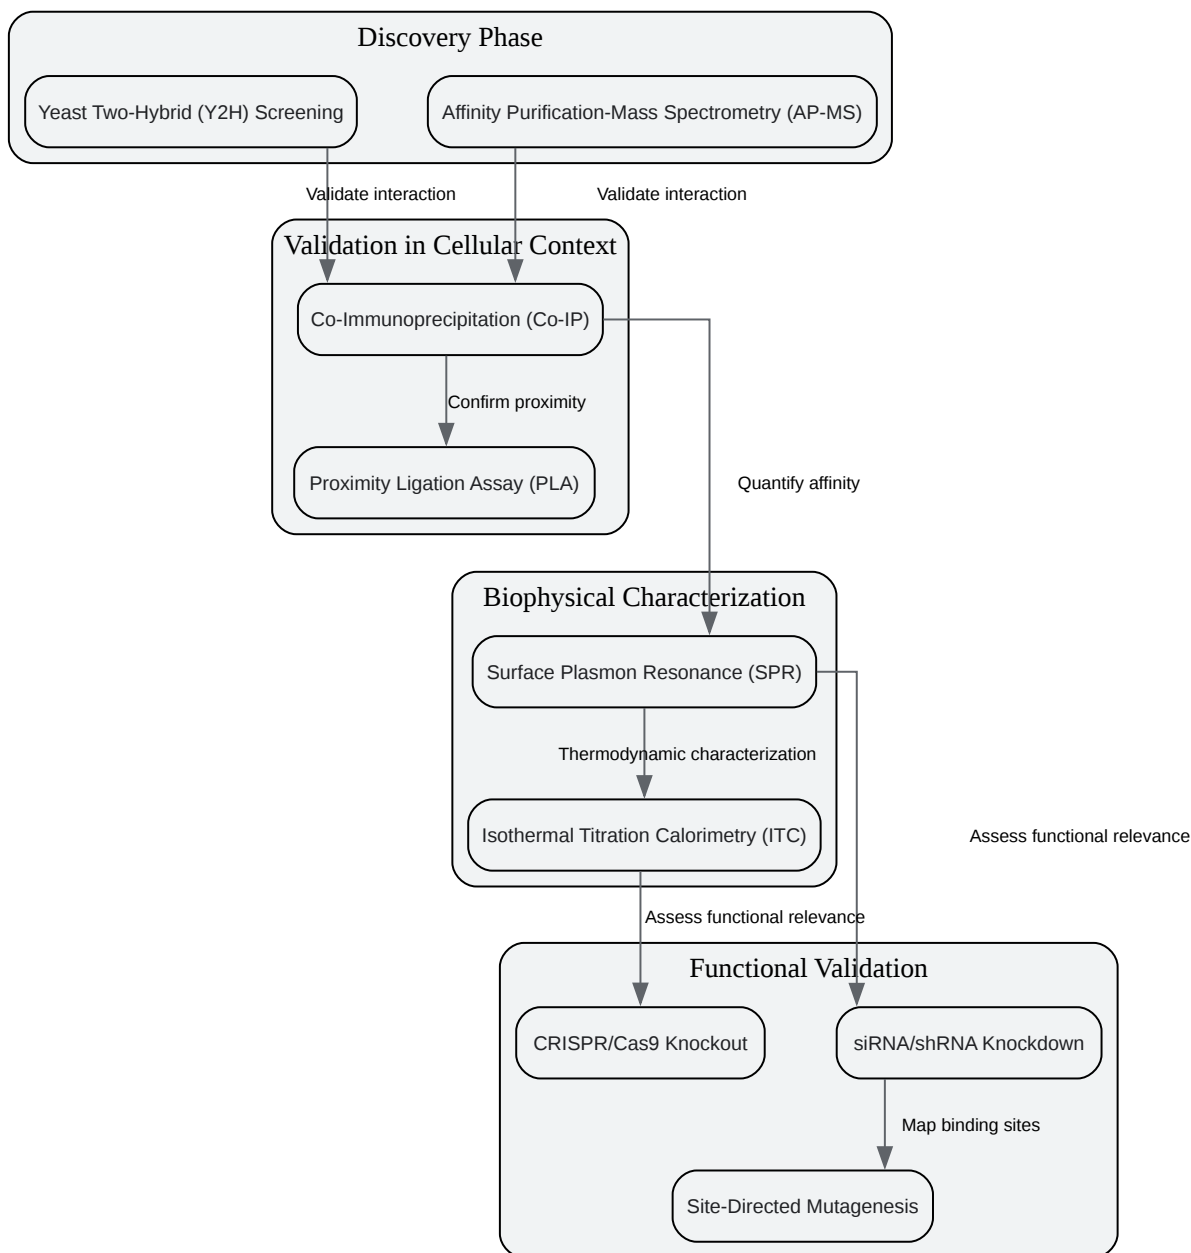 Discovery Phase
Yeast Two-Hybrid (Y2H) Screening
Affinity Purification-Mass Spectrometry (AP-MS)
Validate interaction
Validate interaction
Validation in Cellular Context
Co-Immunoprecipitation (Co-IP)
Confirm proximity
Proximity Ligation Assay (PLA)
Quantify affinity
Biophysical Characterization
Surface Plasmon Resonance (SPR)
Thermodynamic characterization
Isothermal Titration Calorimetry (ITC)
Assess functional relevance
Assess functional relevance
Functional Validation
CRISPR/Cas9 Knockout
siRNA/shRNA Knockdown
Map binding sites
Site-Directed Mutagenesis